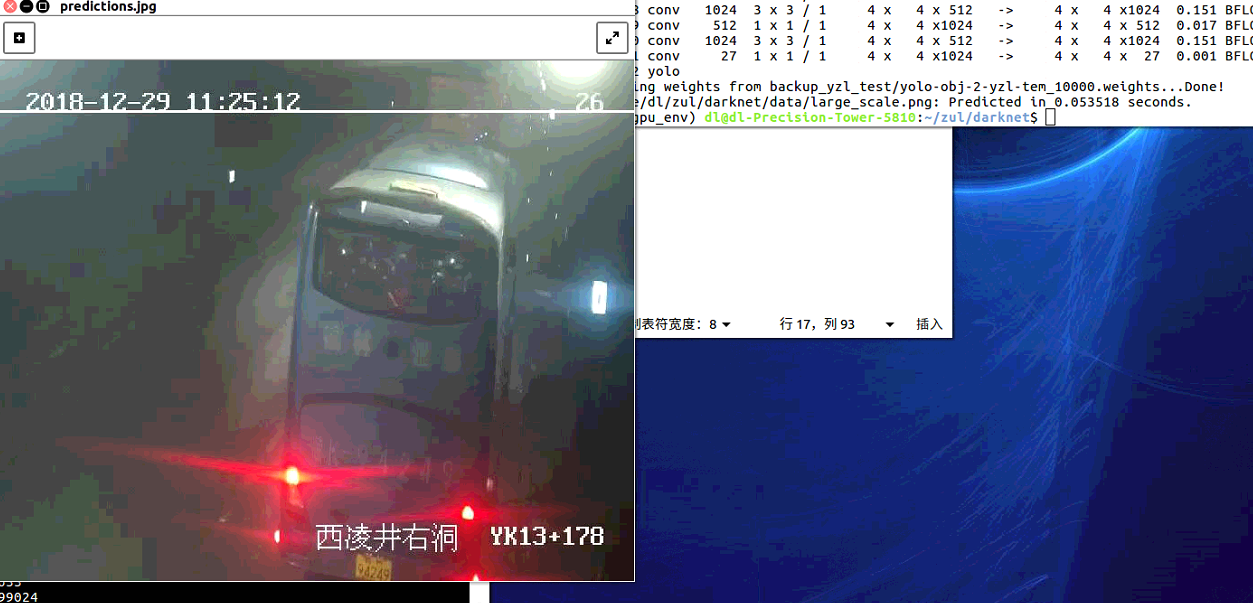 predictions.jpg
conv 1024 3 x 3 / 1 4 x 4 x 512 -> 4 x 4 x1024 0.151 BFLO
conv 512 1 x 1 / 1 4 x 4 x1024 -> 4 x 4 x 512 0.017 BFLO
conv 1024 3 x 3 / 1 4 x 4 x 512 -> 4 x 4 x1024 0.151 BFLO
conv 27 1 x 1 / 1 4 x 4 x1024 -> 4 x 4 x 27 0.001 BFLO
2 yolo
ing weights from backup_yzl_test/yolo-obj-2-yzl-tem_10000.weights...Done!
e/dl/zul/darknet/data/large_scale.png: Predicted in 0.053518 seconds.
gpu_env) dl@dl-Precision-Tower-5810:~/zul/darknet$
2018-12-29 11:25:12 26
制表符宽度：8 行 17，列 93 插入
西凌井右洞 YK13+178
94249
99024